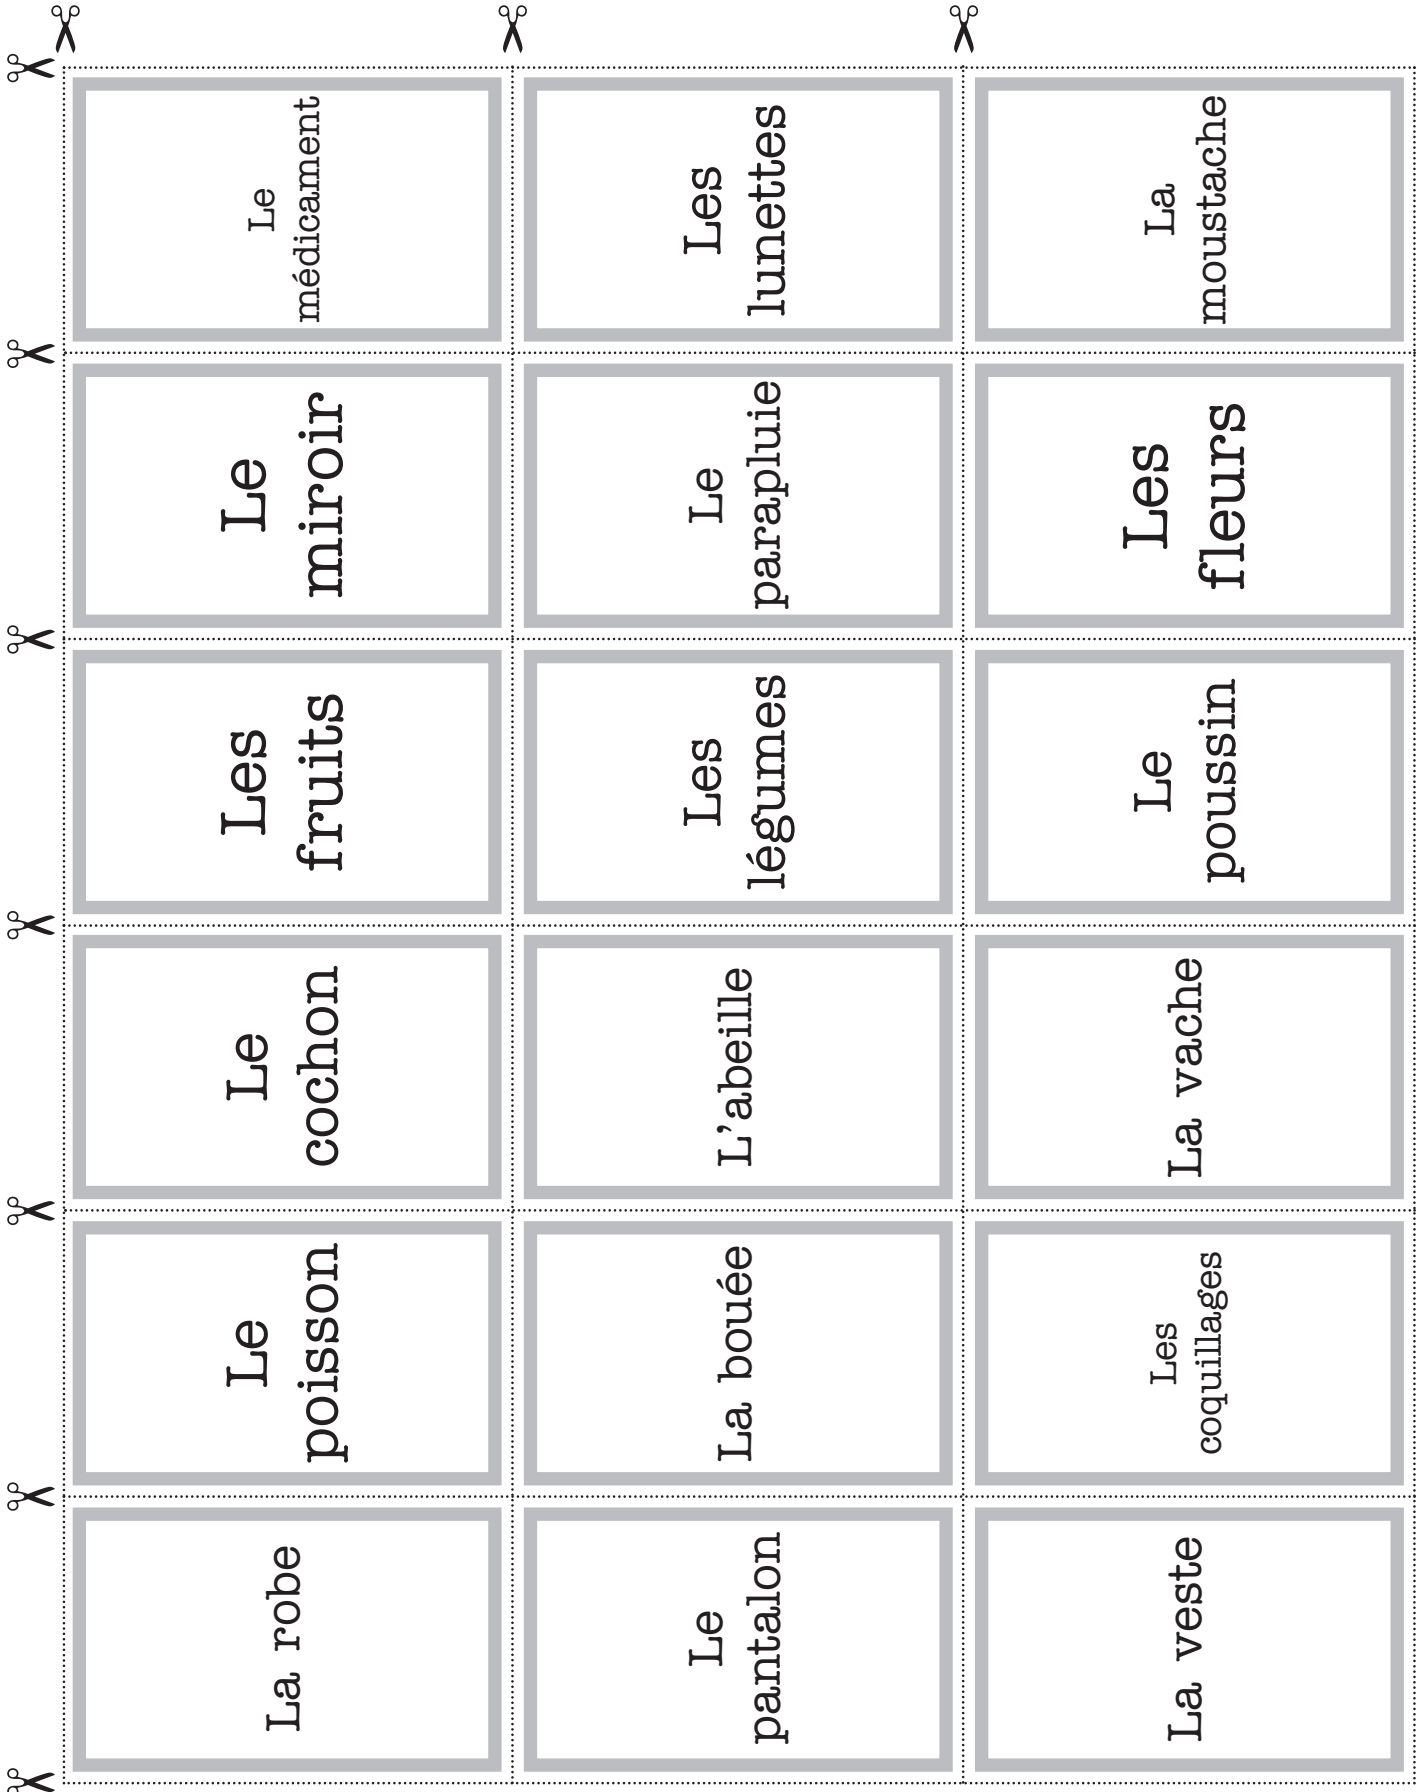 La robe
Le
poisson
Le
cochon
Les
fruits
Le
miroir
Le
médicament
Le
pantalon
La bouée
L’abeille
Les
légumes
Le
parapluie
Les
lunettes
La veste
Les
coquillages
La vache
Le
poussin
Les
fleurs
La
moustache